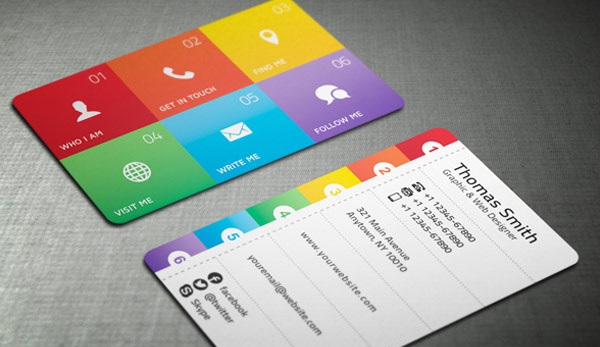 01
WHO I AM
02
GET IN TOUCH
03
FIND ME
04
VISIT ME
05
WRITE ME
06
FOLLOW ME
1
2
3
4
5
6
Thomas Smith
Graphic & Web Designer
+1 12345-67890
+1 12345-67890
+1 12345-67890
321 Main Avenue
Anytown, NY 10010
www.yourwebsite.com
youremail@website.com
facebook
@twitter
Skype